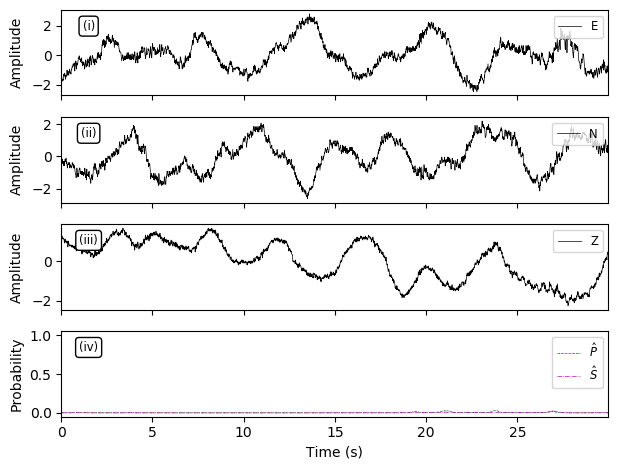 Amplitude
2
0
−2
(i)
E
Amplitude
2
0
−2
(ii)
N
Amplitude
0
−2
(iii)
Z
Probability
1.0
0.5
0.0
(iv)
P̂
Ŝ
0 5 10 15 20 25
Time (s)